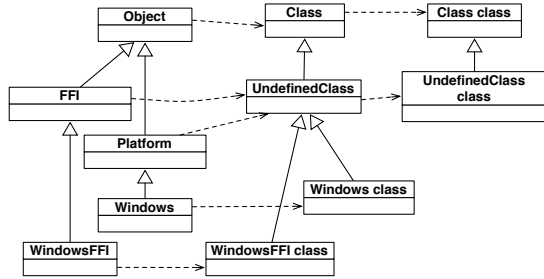 Object
Class
Class class
FFI
UndefinedClass
UndefinedClass
class
Platform
Windows
Windows class
WindowsFFI
WindowsFFI class